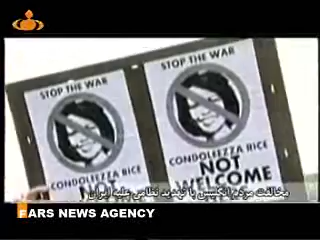 STOP THE WAR
CONDOLEEZZA RICE
STOP THE WAR
CONDOLEEZZA RICE
NOT
WELCOME
مخالفت مردم انگلیس با تهدید نظامی علیه ایران
FARS NEWS AGENCY